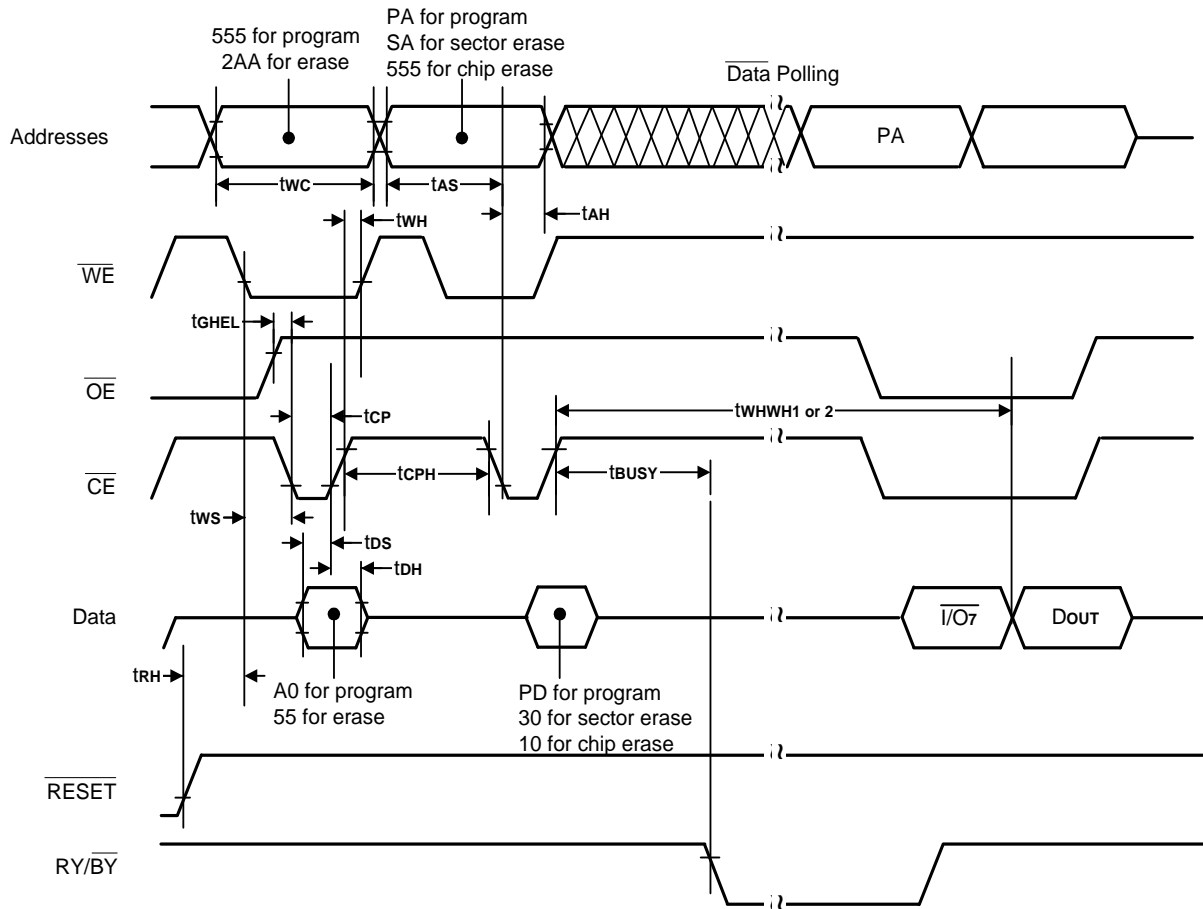 555 for program
2AA for erase
PA for program
SA for sector erase
555 for chip erase
Data Polling
Addresses
PA
tWC
tAS
tWH
tAH
WE
tGHEL
OE
tCP
tWHWH1 or 2
CE
tCPH
tBUSY
tWS
tDS
tDH
Data
I/O7
DOUT
tRH
A0 for program
55 for erase
PD for program
30 for sector erase
10 for chip erase
RESET
RY/BY